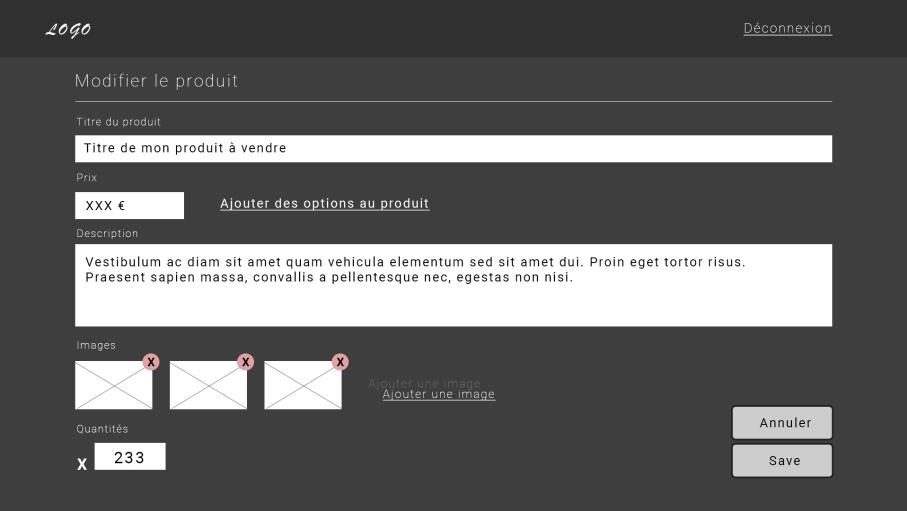 LOGO
Déconnexion
Modifier le produit
Titre du produit
Titre de mon produit à vendre
Prix
XXX €
Ajouter des options au produit
Description
Vestibulum ac diam sit amet quam vehicula elementum sed sit amet dui. Proin eget tortor risus.
Praesent sapien massa, convallis a pellentesque nec, egestas non nisi.
Images
X X X
Ajouter une image
Ajouter une image
Quantités
X 233
Annuler
Save